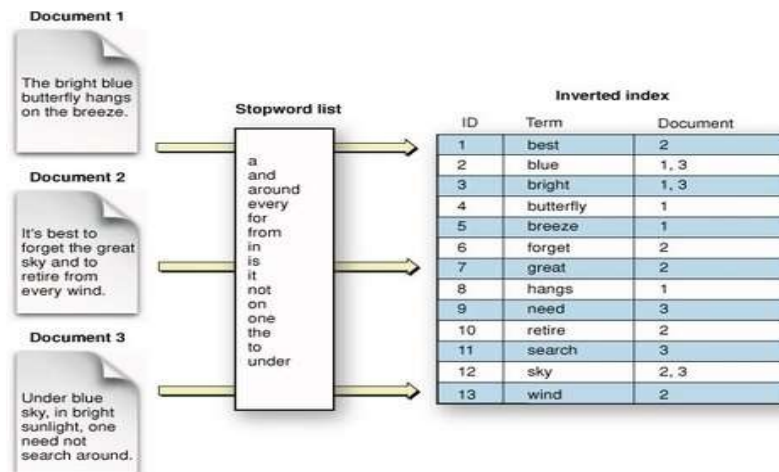 Document 1
The bright blue
butterfly hangs
on the breeze.
Document 2
It's best to
forget the great
sky and to
retire from
every wind.
Document 3
Under blue
sky, in bright
sunlight, one
need not
search around.
Stopword list
a
and
around
every
for
from
in
is
it
not
on
one
the
to
under
Inverted index
ID Term Document
1 best 2
2 blue 1, 3
3 bright 1, 3
4 butterfly 1
5 breeze 1
6 forget 2
7 great 2
8 hangs 1
9 need 3
10 retire 2
11 search 3
12 sky 2, 3
13 wind 2